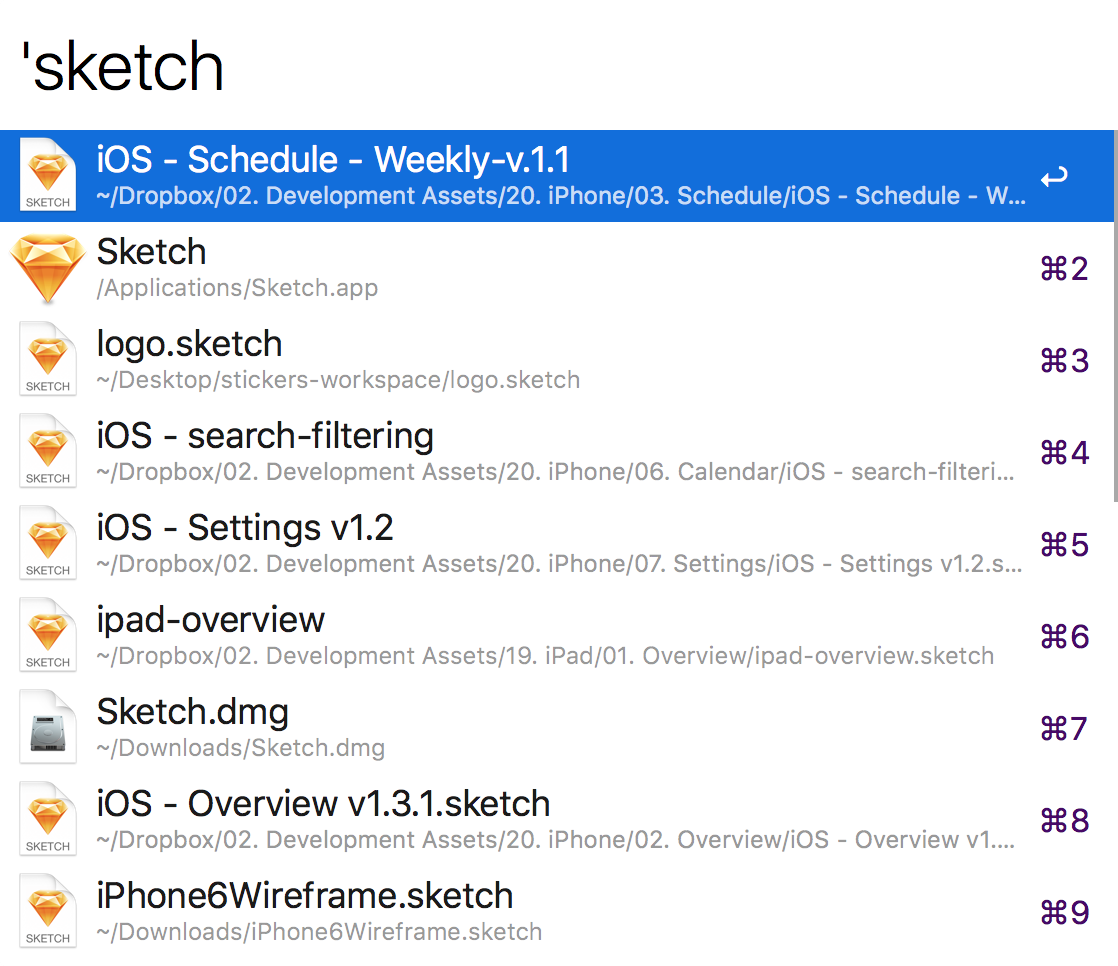 'sketch
iOS - Schedule - Weekly-v.1.1
~/Dropbox/02. Development Assets/20. iPhone/03. Schedule/iOS - Schedule - W...
SKETCH
Sketch
/Applications/Sketch.app
⌘2
logo.sketch
~/Desktop/stickers-workspace/logo.sketch
SKETCH
⌘3
iOS - search-filtering
~/Dropbox/02. Development Assets/20. iPhone/06. Calendar/iOS - search-filteri...
SKETCH
⌘4
iOS - Settings v1.2
~/Dropbox/02. Development Assets/20. iPhone/07. Settings/iOS - Settings v1.2.s...
SKETCH
⌘5
ipad-overview
~/Dropbox/02. Development Assets/19. iPad/01. Overview/ipad-overview.sketch
SKETCH
⌘6
Sketch.dmg
~/Downloads/Sketch.dmg
⌘7
iOS - Overview v1.3.1.sketch
~/Dropbox/02. Development Assets/20. iPhone/02. Overview/iOS - Overview v1....
SKETCH
⌘8
iPhone6Wireframe.sketch
~/Downloads/iPhone6Wireframe.sketch
SKETCH
⌘9